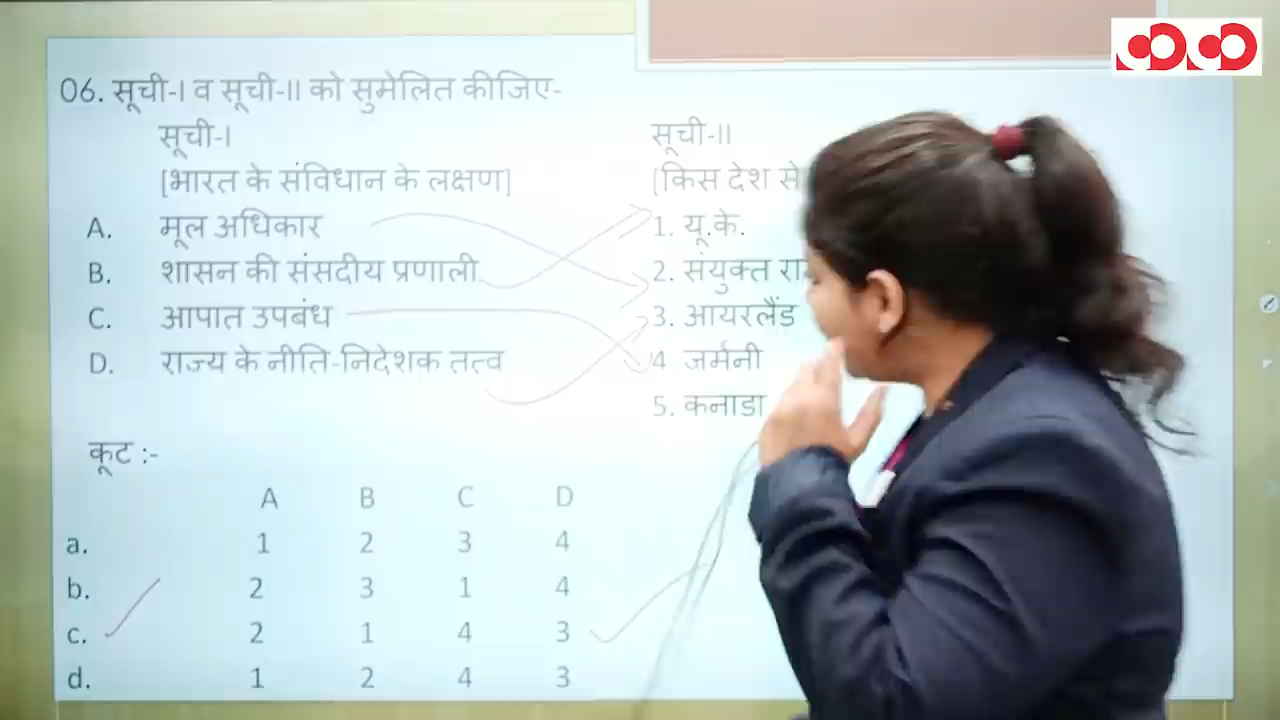 06. सूची-I व सूची-II को सुमेलित कीजिए-
सूची-I सूची-II
[भारत के संविधान के लक्षण] [किस देश से
A. मूल अधिकार 1. यू.के.
B. शासन की संसदीय प्रणाली 2. संयुक्त
C. आपात उपबंध 3. आयरलैंड
D. राज्य के नीति-निदेशक तत्व 4 जर्मनी
5. कनाडा
कूट :-
A B C D
a. 1 2 3 4
b. 2 3 1 4
c. 2 1 4 3
d. 1 2 4 3